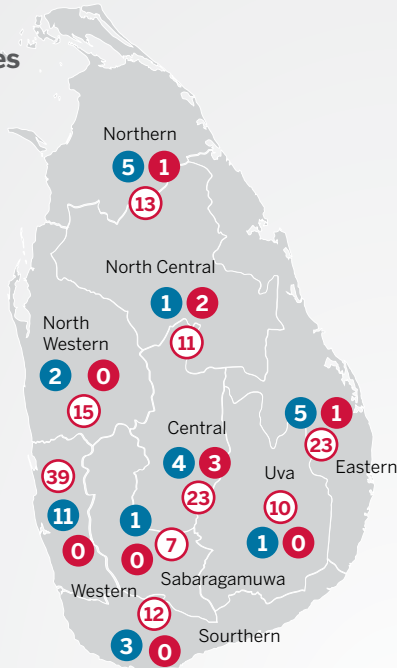 es
Northern
5 1
13
North Central
1 2
11
North
Western
2 0
15
Central
4 3
23
5 1
23
Eastern
Uva
10
1 0
39
11
0
Western
1
0 7
Sabaragamuwa
12
3 0
Sourthern